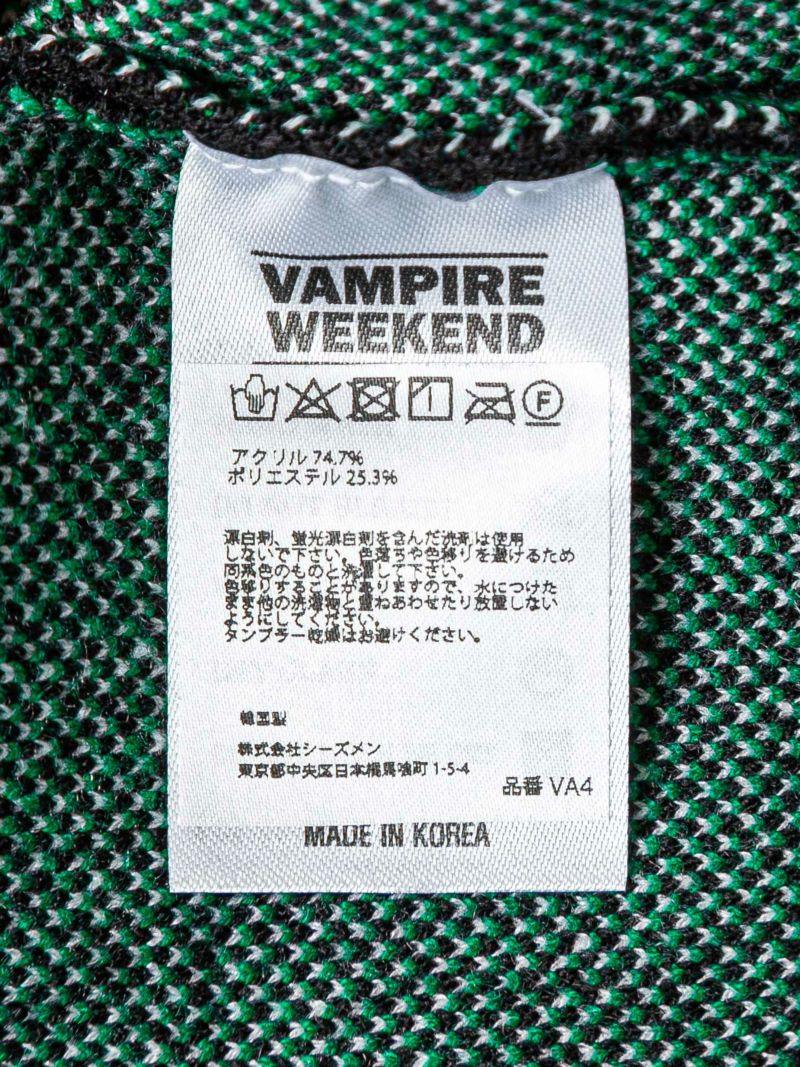 VAMPIRE
WEEKEND
F
アクリル 74.7%
ポリエステル 25.3%
漂白剤、蛍光漂白剤を含んだ洗剤は使用
しないで下さい。色落ちや色移りを避けるため
同系色のものと洗濯して下さい。
色移りすることがありますので、水につけた
まま他の洗濯物と重ねあわせたり放置しない
ようにしてください。
タンブラー乾燥はお避けください。
韓国製
株式会社シーズメン
東京都中央区日本橋馬喰町 1-5-4
品番 VA4
MADE IN KOREA